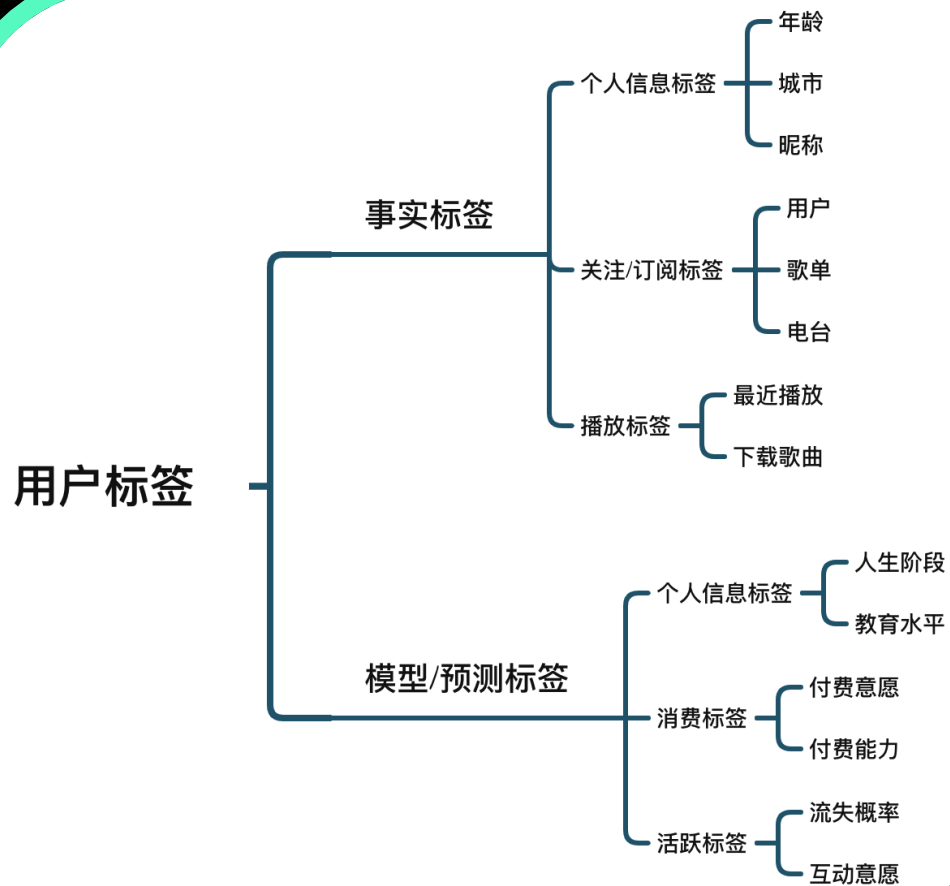 用户标签
事实标签
个人信息标签
年龄
城市
昵称
关注/订阅标签
用户
歌单
电台
播放标签
最近播放
下载歌曲
模型/预测标签
个人信息标签
人生阶段
教育水平
消费标签
付费意愿
付费能力
活跃标签
流失概率
互动意愿